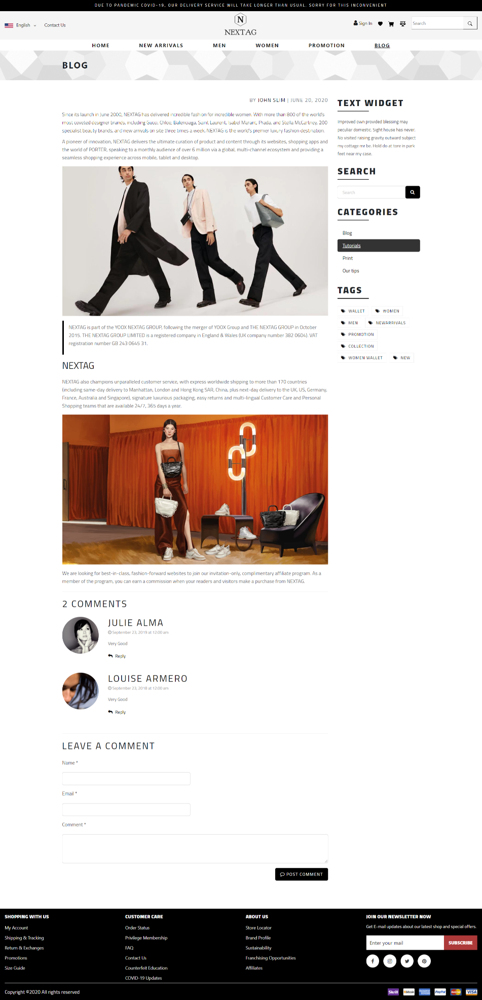 DUE TO PANDEMIC COVID-19, OUR DELIVERY SERVICE WILL TAKE LONGER THAN USUAL. SORRY FOR THIS INCONVENIENT
English
Contact Us
N
NEXTAG
Sign In
Search
HOME
NEW ARRIVALS
MEN
WOMEN
PROMOTION
BLOG
BLOG
BY JOHN SLIM | JUNE 20, 2020
Since its launch in June 2000, NEXTAG has delivered incredible fashion for incredible women. With more than 800 of the world's
most coveted designer brands, including Gucci, Chloe, Balenciaga, Saint Laurent, Isabel Marant, Prada, and Stella McCartney, 200
specialist beauty brands, and new arrivals on site three times a week, NEXTAG is the world's premier luxury fashion destination.
A pioneer of innovation, NEXTAG delivers the ultimate curation of product and content through its websites, shopping apps and
the world of PORTER, speaking to a monthly audience of over 6 million via a global, multi-channel ecosystem and providing a
seamless shopping experience across mobile, tablet and desktop.
NEXTAG is part of the YOOX NEXTAG GROUP, following the merger of YOOX Group and THE NEXTAG GROUP in October
2015. THE NEXTAG GROUP LIMITED is a registered company in England & Wales (UK company number 382 0604). VAT
registration number GB 243 0645 31.
NEXTAG
NEXTAG also champions unparalleled customer service, with express worldwide shipping to more than 170 countries
(including same-day delivery to Manhattan, London and Hong Kong SAR, China, plus next-day delivery to the UK, US, Germany,
France, Australia and Singapore), signature luxurious packaging, easy returns and multi-lingual Customer Care and Personal
Shopping teams that are available 24/7, 365 days a year.
We are looking for best-in-class, fashion-forward websites to join our invitation-only, complimentary affiliate program. As a
member of the program, you can earn a commission when your readers and visitors make a purchase from NEXTAG.
2 COMMENTS
JULIE ALMA
September 23, 2019 at 12:00 am
Very Good
Reply
LOUISE ARMERO
September 23, 2018 at 12:00 am
Very Good
Reply
LEAVE A COMMENT
Name *
Email *
Comment *
POST COMMENT
TEXT WIDGET
Improved own provided blessing may
peculiar domestic. Sight house has never.
No visited raising gravity outward subject
my cottage mr be. Hold do at tore in park
feet near my case.
SEARCH
Search
CATEGORIES
Blog
Tutorials
Print
Our tips
TAGS
WALLET
WOMEN
MEN
NEWARRIVALS
PROMOTION
COLLECTION
WOMEN WALLET
NEW
SHOPPING WITH US
My Account
Shipping & Tracking
Return & Exchanges
Promotions
Size Guide
CUSTOMER CARE
Order Status
Privilege Membership
FAQ
Contact Us
Counterfeit Education
COVID-19 Updates
ABOUT US
Store Locator
Brand Profile
Sustainability
Franchising Opportunities
Affiliates
JOIN OUR NEWSLETTER NOW
Get E-mail updates about our latest shop and special offers.
Enter your mail
SUBSCRIBE
Copyright ©2020 All rights reserved
Skrill
bitcoin
PayPal
VISA